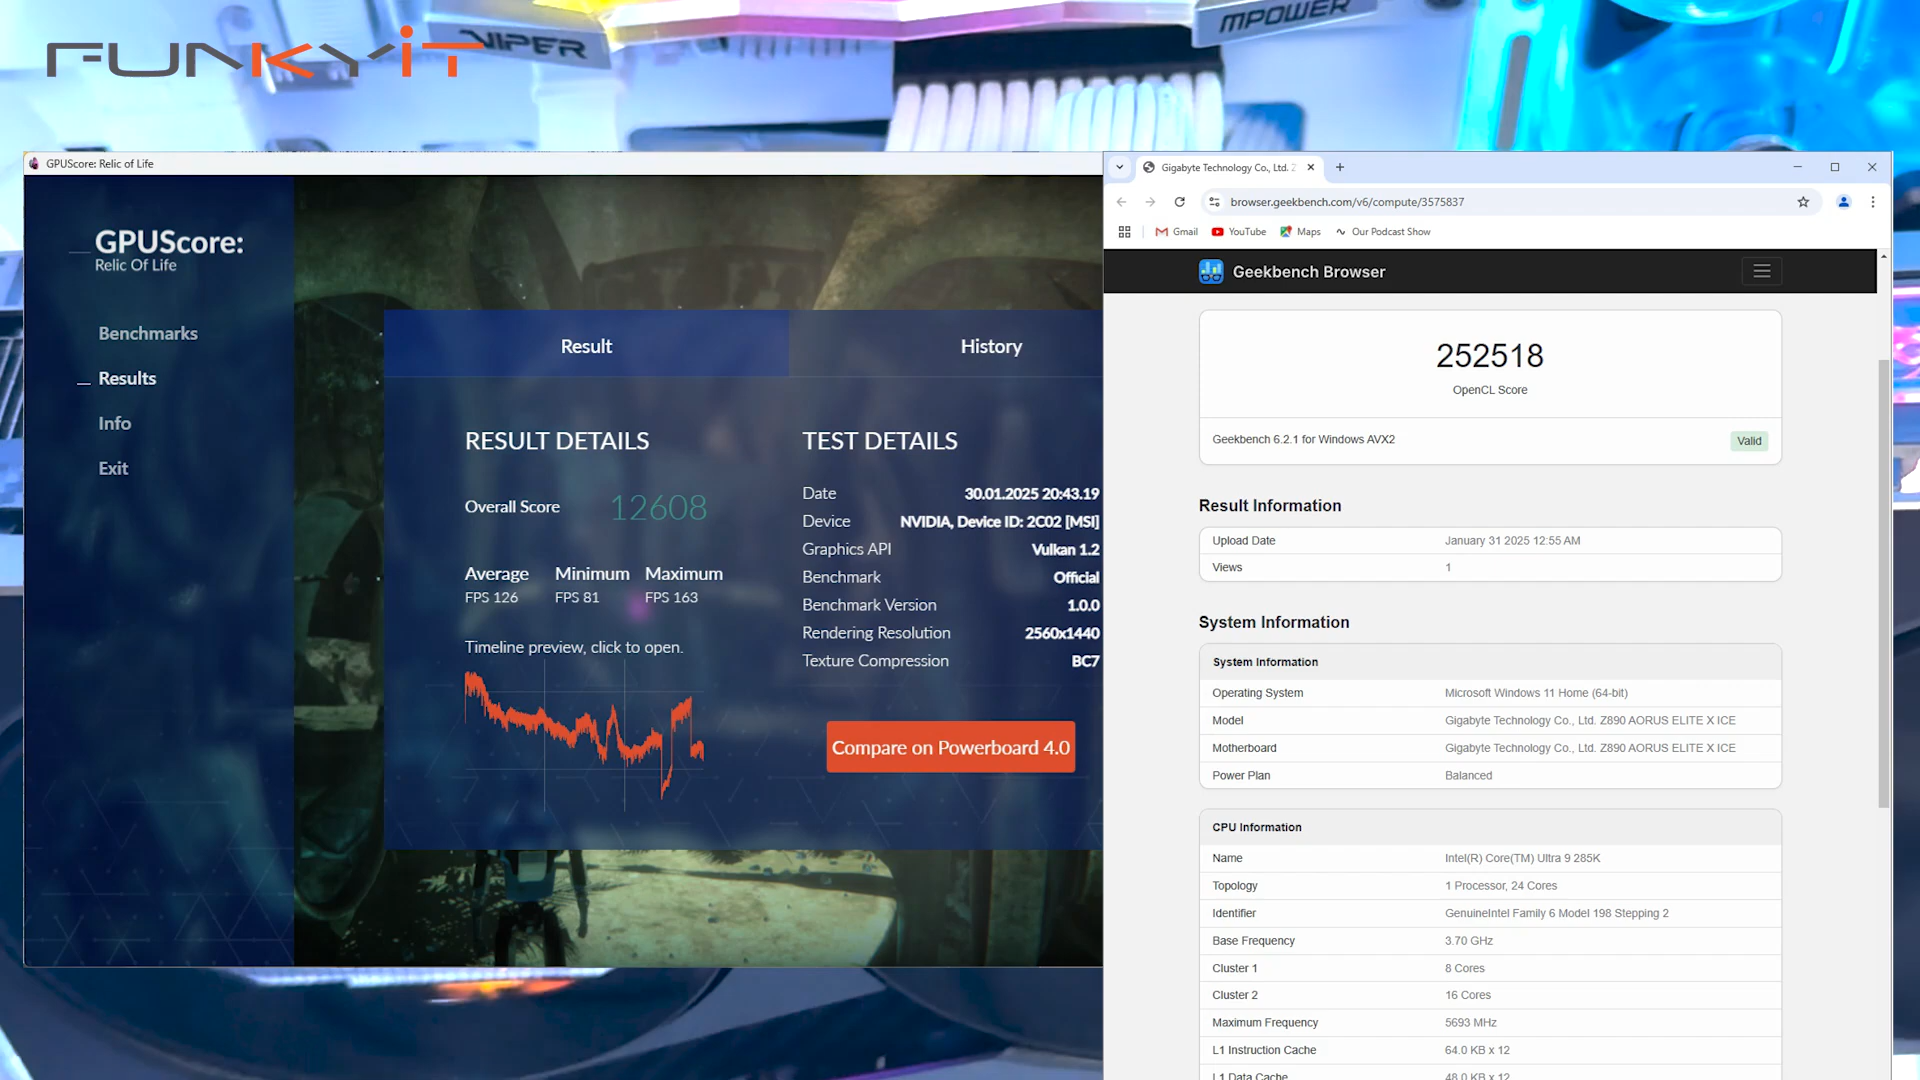 FUNKYiT
VIPER
MPOWER
GPUScore: Relic of Life
GPUScore:
Relic Of Life
Benchmarks
Results
Info
Exit
Result
History
RESULT DETAILS
Overall Score 12608
Average Minimum Maximum
FPS 126 FPS 81 FPS 163
Timeline preview, click to open.
TEST DETAILS
Date 30.01.2025 20:43.19
Device NVIDIA, Device ID: 2C02 [MSI]
Graphics API Vulkan 1.2
Benchmark Official
Benchmark Version 1.0.0
Rendering Resolution 2560x1440
Texture Compression BC7
Compare on Powerboard 4.0
Gigabyte Technology Co., Ltd. Z
browser.geekbench.com/v6/compute/3575837
Gmail YouTube Maps Our Podcast Show
Geekbench Browser
252518
OpenCL Score
Geekbench 6.2.1 for Windows AVX2 Valid
Result Information
Upload Date January 31 2025 12:55 AM
Views 1
System Information
System Information
Operating System Microsoft Windows 11 Home (64-bit)
Model Gigabyte Technology Co., Ltd. Z890 AORUS ELITE X ICE
Motherboard Gigabyte Technology Co., Ltd. Z890 AORUS ELITE X ICE
Power Plan Balanced
CPU Information
Name Intel(R) Core(TM) Ultra 9 285K
Topology 1 Processor, 24 Cores
Identifier GenuineIntel Family 6 Model 198 Stepping 2
Base Frequency 3.70 GHz
Cluster 1 8 Cores
Cluster 2 16 Cores
Maximum Frequency 5693 MHz
L1 Instruction Cache 64.0 KB x 12
L1 Data Cache 48.0 KB x 12